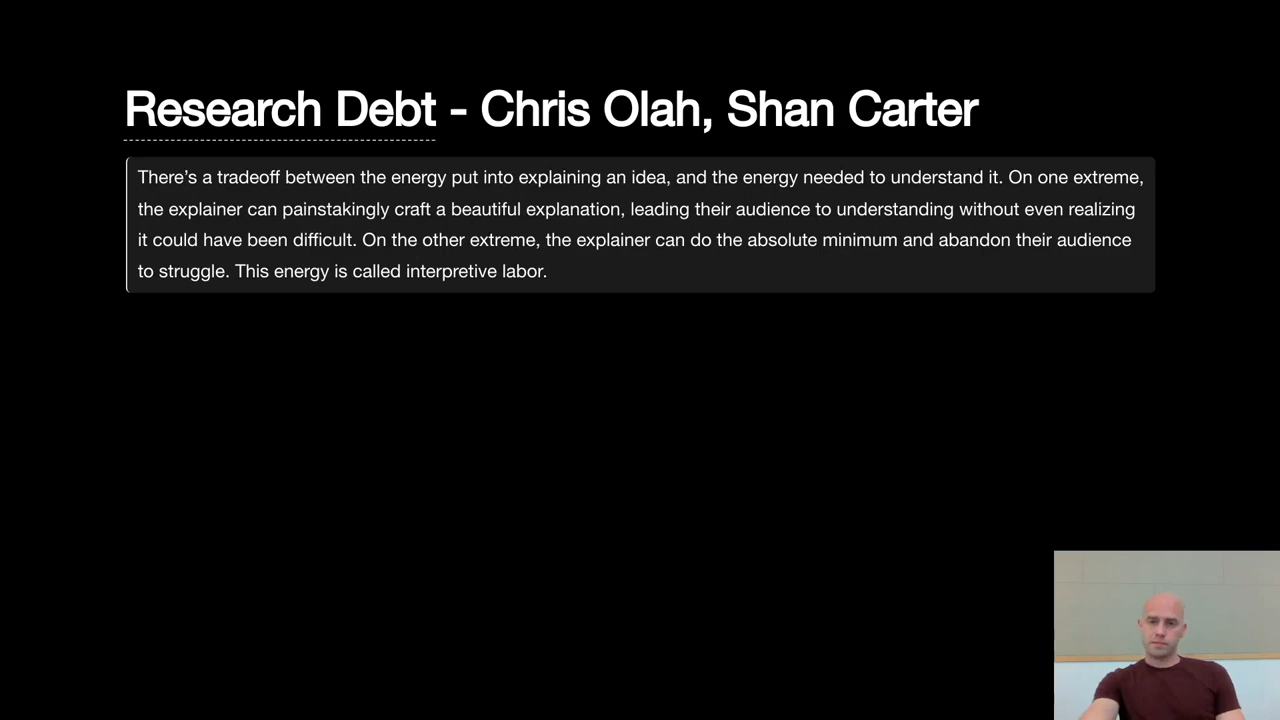 Research Debt - Chris Olah, Shan Carter
There’s a tradeoff between the energy put into explaining an idea, and the energy needed to understand it. On one extreme,
the explainer can painstakingly craft a beautiful explanation, leading their audience to understanding without even realizing
it could have been difficult. On the other extreme, the explainer can do the absolute minimum and abandon their audience
to struggle. This energy is called interpretive labor.